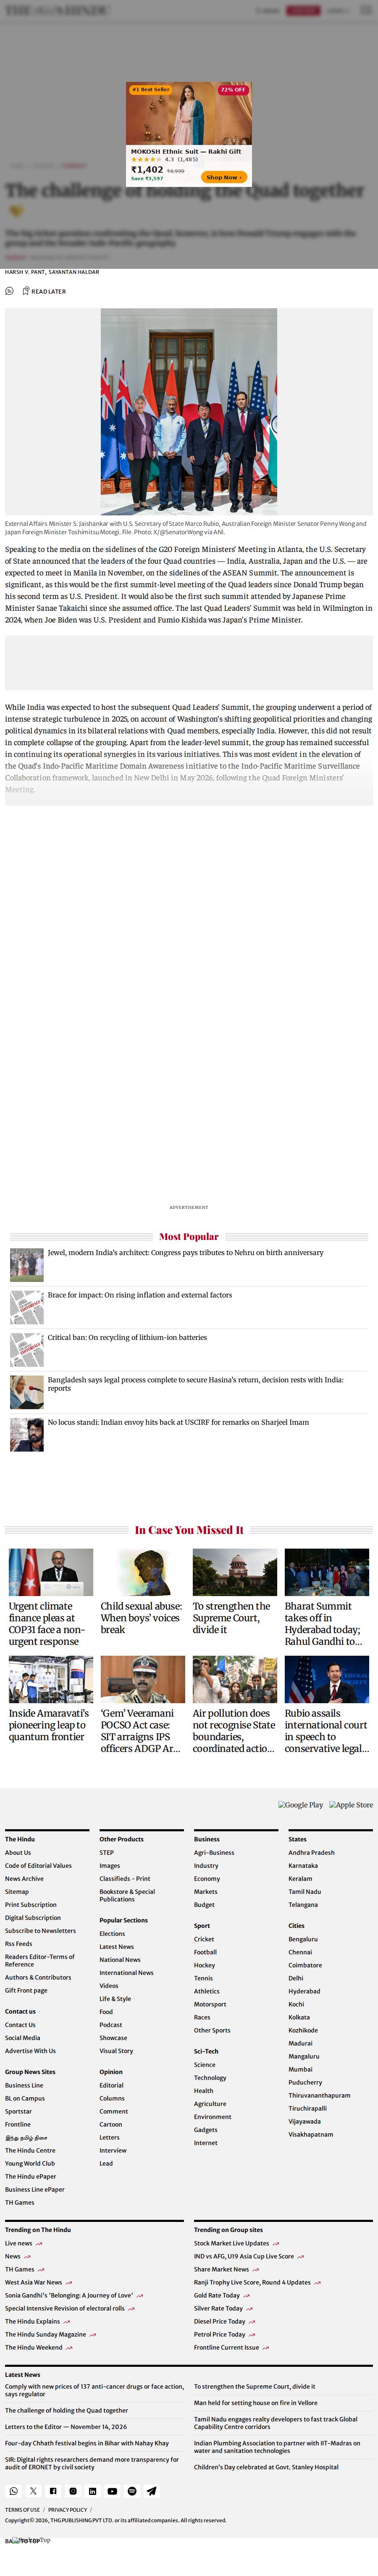 THE HINDU
#1 Best Seller
72% OFF
MOKOSH Ethnic Suit — Rakhi Gift
4.3 (1,485)
₹1,402 ₹4,999
Save ₹3,597
Shop Now ›
The challenge of holding the Quad together
HARSH V. PANT, SAYANTAN HALDAR
READ LATER
External Affairs Minister S. Jaishankar with U.S. Secretary of State Marco Rubio, Australian Foreign Minister Senator Penny Wong and
Japan Foreign Minister Toshimitsu Motegi. File. Photo: X/@SenatorWong via ANI.
Speaking to the media on the sidelines of the G20 Foreign Ministers' Meeting in Atlanta, the U.S. Secretary
of State announced that the leaders of the four Quad countries — India, Australia, Japan and the U.S. — are
expected to meet in Manila in November, on the sidelines of the ASEAN Summit. The announcement is
significant, as this would be the first summit-level meeting of the Quad leaders since Donald Trump began
his second term as U.S. President. It would also be the first such summit attended by Japanese Prime
Minister Sanae Takaichi since she assumed office. The last Quad Leaders' Summit was held in Wilmington in
2024, when Joe Biden was U.S. President and Fumio Kishida was Japan's Prime Minister.
While India was expected to host the subsequent Quad Leaders' Summit, the grouping underwent a period of
intense strategic turbulence in 2025, on account of Washington's shifting geopolitical priorities and changing
political dynamics in its bilateral relations with Quad members, especially India. However, this did not result
in complete collapse of the grouping. Apart from the leader-level summit, the group has remained successful
in continuing its operational synergies in its various initiatives. This was most evident in the elevation of
the Quad's Indo-Pacific Maritime Domain Awareness initiative to the Indo-Pacific Maritime Surveillance
Collaboration framework, launched in New Delhi in May 2026, following the Quad Foreign Ministers'
Meeting.
ADVERTISEMENT
Most Popular
Jewel, modern India's architect: Congress pays tributes to Nehru on birth anniversary
Brace for impact: On rising inflation and external factors
Critical ban: On recycling of lithium-ion batteries
Bangladesh says legal process complete to secure Hasina's return, decision rests with India:
reports
No locus standi: Indian envoy hits back at USCIRF for remarks on Sharjeel Imam
In Case You Missed It
Urgent climate
finance pleas at
COP31 face a non-
urgent response
Child sexual abuse:
When boys' voices
break
To strengthen the
Supreme Court,
divide it
Bharat Summit
takes off in
Hyderabad today;
Rahul Gandhi to...
Inside Amaravati's
pioneering leap to
quantum frontier
'Gem' Veeramani
POCSO Act case:
SIT arraigns IPS
officers ADGP Ar...
Air pollution does
not recognise State
boundaries,
coordinated actio...
Rubio assails
international court
in speech to
conservative legal...
Google Play
Apple Store
The Hindu
About Us
Code of Editorial Values
News Archive
Sitemap
Print Subscription
Digital Subscription
Subscribe to Newsletters
Rss Feeds
Readers Editor-Terms of
Reference
Authors & Contributors
Gift Front page
Contact us
Contact Us
Social Media
Advertise With Us
Group News Sites
Business Line
BL on Campus
Sportstar
Frontline
இந்து தமிழ் திசை
The Hindu Centre
Young World Club
The Hindu ePaper
Business Line ePaper
TH Games
Other Products
STEP
Images
Classifieds - Print
Bookstore & Special
Publications
Popular Sections
Elections
Latest News
National News
International News
Videos
Life & Style
Food
Podcast
Showcase
Visual Story
Opinion
Editorial
Columns
Comment
Cartoon
Letters
Interview
Lead
Business
Agri-Business
Industry
Economy
Markets
Budget
Sport
Cricket
Football
Hockey
Tennis
Athletics
Motorsport
Races
Other Sports
Sci-Tech
Science
Technology
Health
Agriculture
Environment
Gadgets
Internet
States
Andhra Pradesh
Karnataka
Keralam
Tamil Nadu
Telangana
Cities
Bengaluru
Chennai
Coimbatore
Delhi
Hyderabad
Kochi
Kolkata
Kozhikode
Madurai
Mangaluru
Mumbai
Puducherry
Thiruvananthapuram
Tiruchirapalli
Vijayawada
Visakhapatnam
Trending on The Hindu
Live news
News
TH Games
West Asia War News
Sonia Gandhi's 'Belonging: A Journey of Love'
Special Intensive Revision of electoral rolls
The Hindu Explains
The Hindu Sunday Magazine
The Hindu Weekend
Trending on Group sites
Stock Market Live Updates
IND vs AFG, U19 Asia Cup Live Score
Share Market News
Ranji Trophy Live Score, Round 4 Updates
Gold Rate Today
Silver Rate Today
Diesel Price Today
Petrol Price Today
Frontline Current Issue
Latest News
Comply with new prices of 137 anti-cancer drugs or face action,
says regulator
The challenge of holding the Quad together
Letters to the Editor — November 14, 2026
Four-day Chhath festival begins in Bihar with Nahay Khay
SIR: Digital rights researchers demand more transparency for
audit of ERONET by civil society
To strengthen the Supreme Court, divide it
Man held for setting house on fire in Vellore
Tamil Nadu engages realty developers to fast track Global
Capability Centre corridors
Indian Plumbing Association to partner with IIT-Madras on
water and sanitation technologies
Children's Day celebrated at Govt. Stanley Hospital
TERMS OF USE / PRIVACY POLICY /
Copyright© 2026, THG PUBLISHING PVT LTD. or its affiliated companies. All rights reserved.
BACK TO TOP